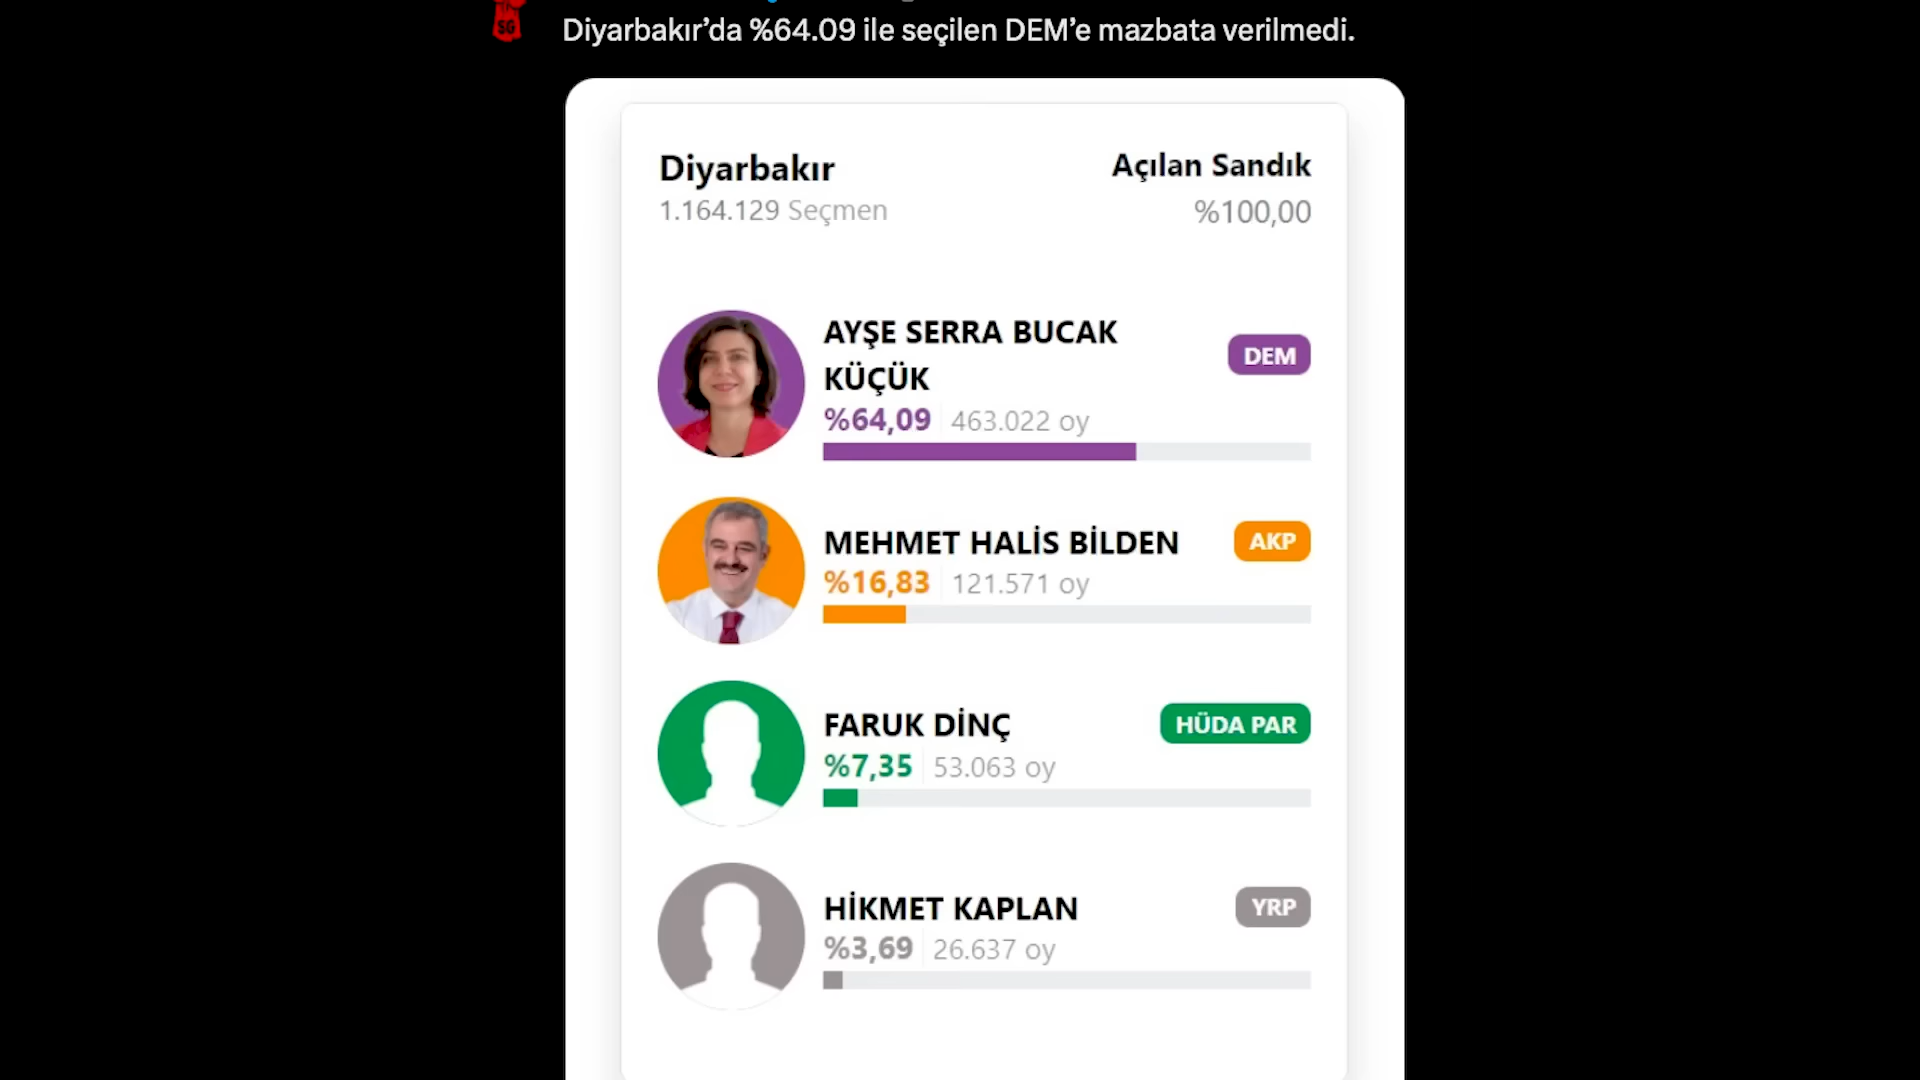 SG
Diyarbakır’da %64.09 ile seçilen DEM’e mazbata verilmedi.
Diyarbakır
Açılan Sandık
1.164.129 Seçmen
%100,00
AYŞE SERRA BUCAK
KÜÇÜK
DEM
%64,09 463.022 oy
MEHMET HALİS BİLDEN
AKP
%16,83 121.571 oy
FARUK DİNÇ
HÜDA PAR
%7,35 53.063 oy
HİKMET KAPLAN
YRP
%3,69 26.637 oy